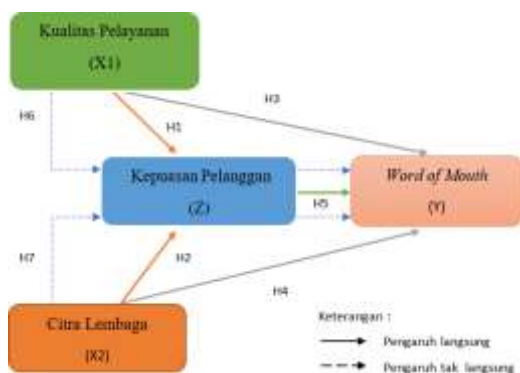 Kualitas Pelayanan
(X1)
H3
H6
H1
Kepuasan Pelanggan
(Z)
Word of Mouth
(Y)
H5
H7
H2
H4
Citra Lembaga
(X2)
Keterangan :
Pengaruh langsung
Pengaruh tak langsung